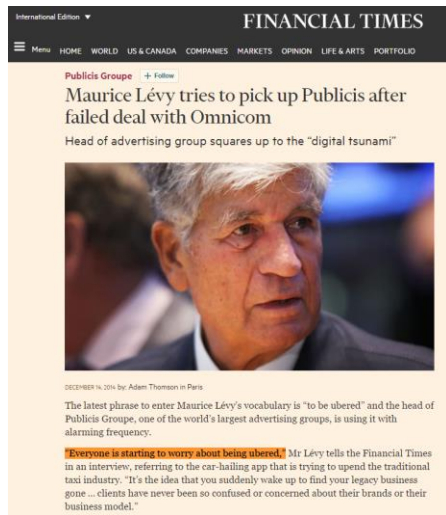 International Edition ▼
FINANCIAL TIMES
Menu HOME WORLD US & CANADA COMPANIES MARKETS OPINION LIFE & ARTS PORTFOLIO
Publicis Groupe + Follow
Maurice Lévy tries to pick up Publicis after
failed deal with Omnicom
Head of advertising group squares up to the “digital tsunami”
DECEMBER 14, 2014 by: Adam Thomson in Paris
The latest phrase to enter Maurice Lévy’s vocabulary is “to be ubered” and the head of
Publicis Groupe, one of the world’s largest advertising groups, is using it with
alarming frequency.
“Everyone is starting to worry about being ubered,” Mr Lévy tells the Financial Times
in an interview, referring to the car-hailing app that is trying to upend the traditional
taxi industry. “It’s the idea that you suddenly wake up to find your legacy business
gone ... clients have never been so confused or concerned about their brands or their
business model.”